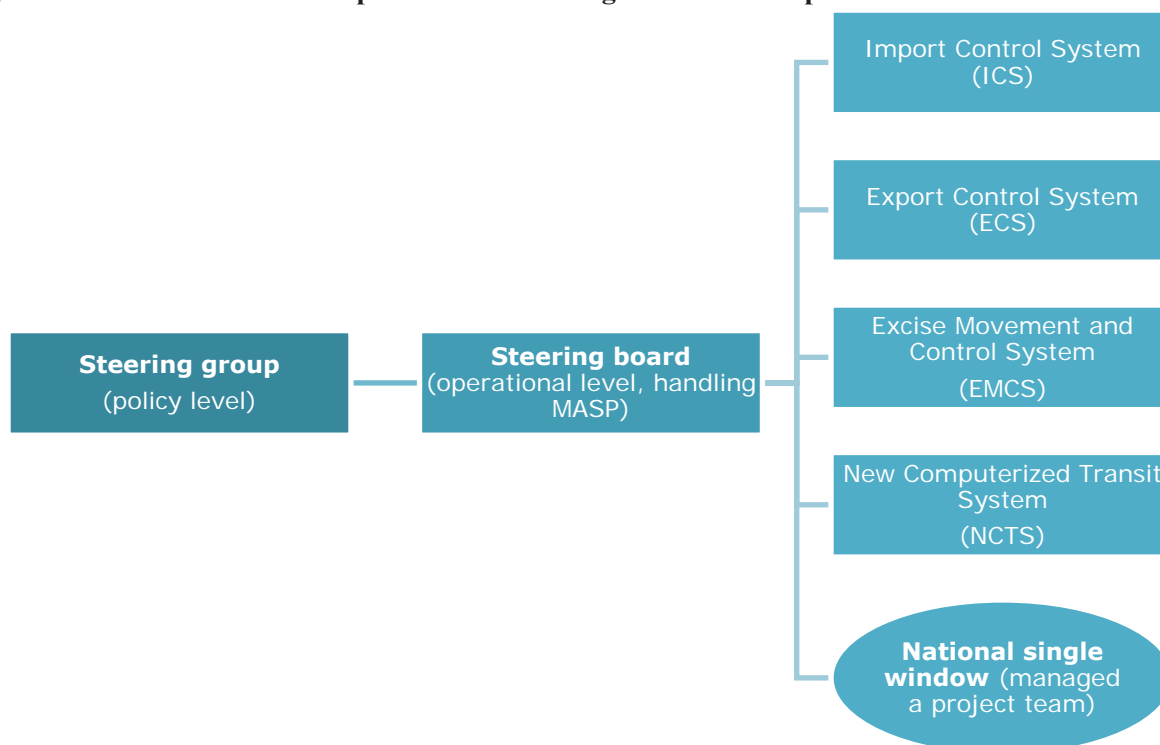 Import Control System
(ICS)
Export Control System
(ECS)
Excise Movement and
Control System
(EMCS)
Steering group
(policy level)
Steering board
(operational level, handling
MASP)
New Computerized Transit
System
(NCTS)
National single
window (managed
a project team)